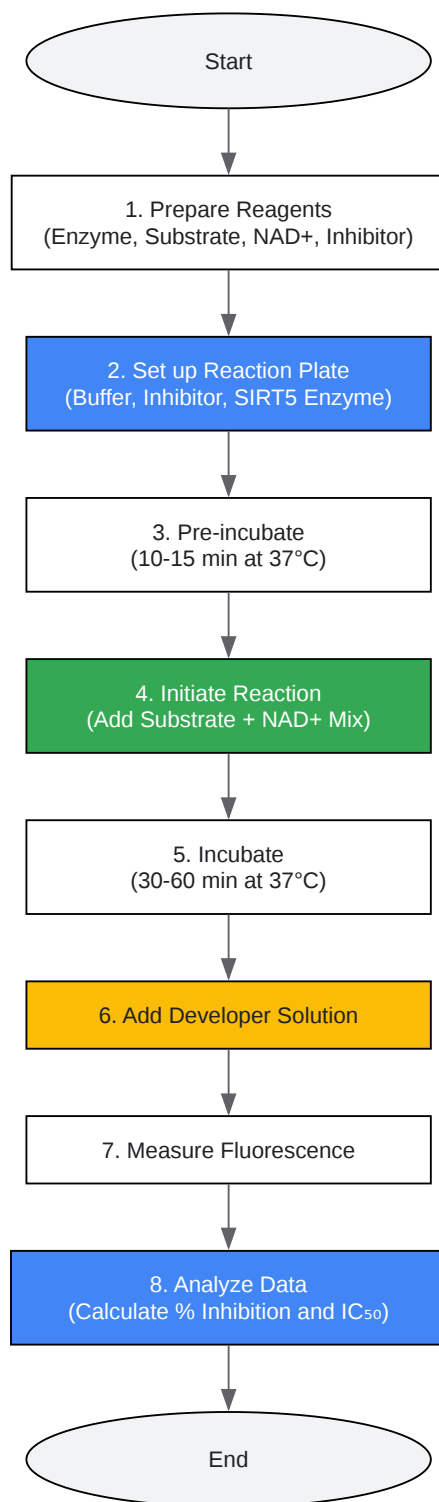 Start
1. Prepare Reagents
(Enzyme, Substrate, NAD+, Inhibitor)
2. Set up Reaction Plate
(Buffer, Inhibitor, SIRT5 Enzyme)
3. Pre-incubate
(10-15 min at 37°C)
4. Initiate Reaction
(Add Substrate + NAD+ Mix)
5. Incubate
(30-60 min at 37°C)
6. Add Developer Solution
7. Measure Fluorescence
8. Analyze Data
(Calculate % Inhibition and IC₅₀)
End